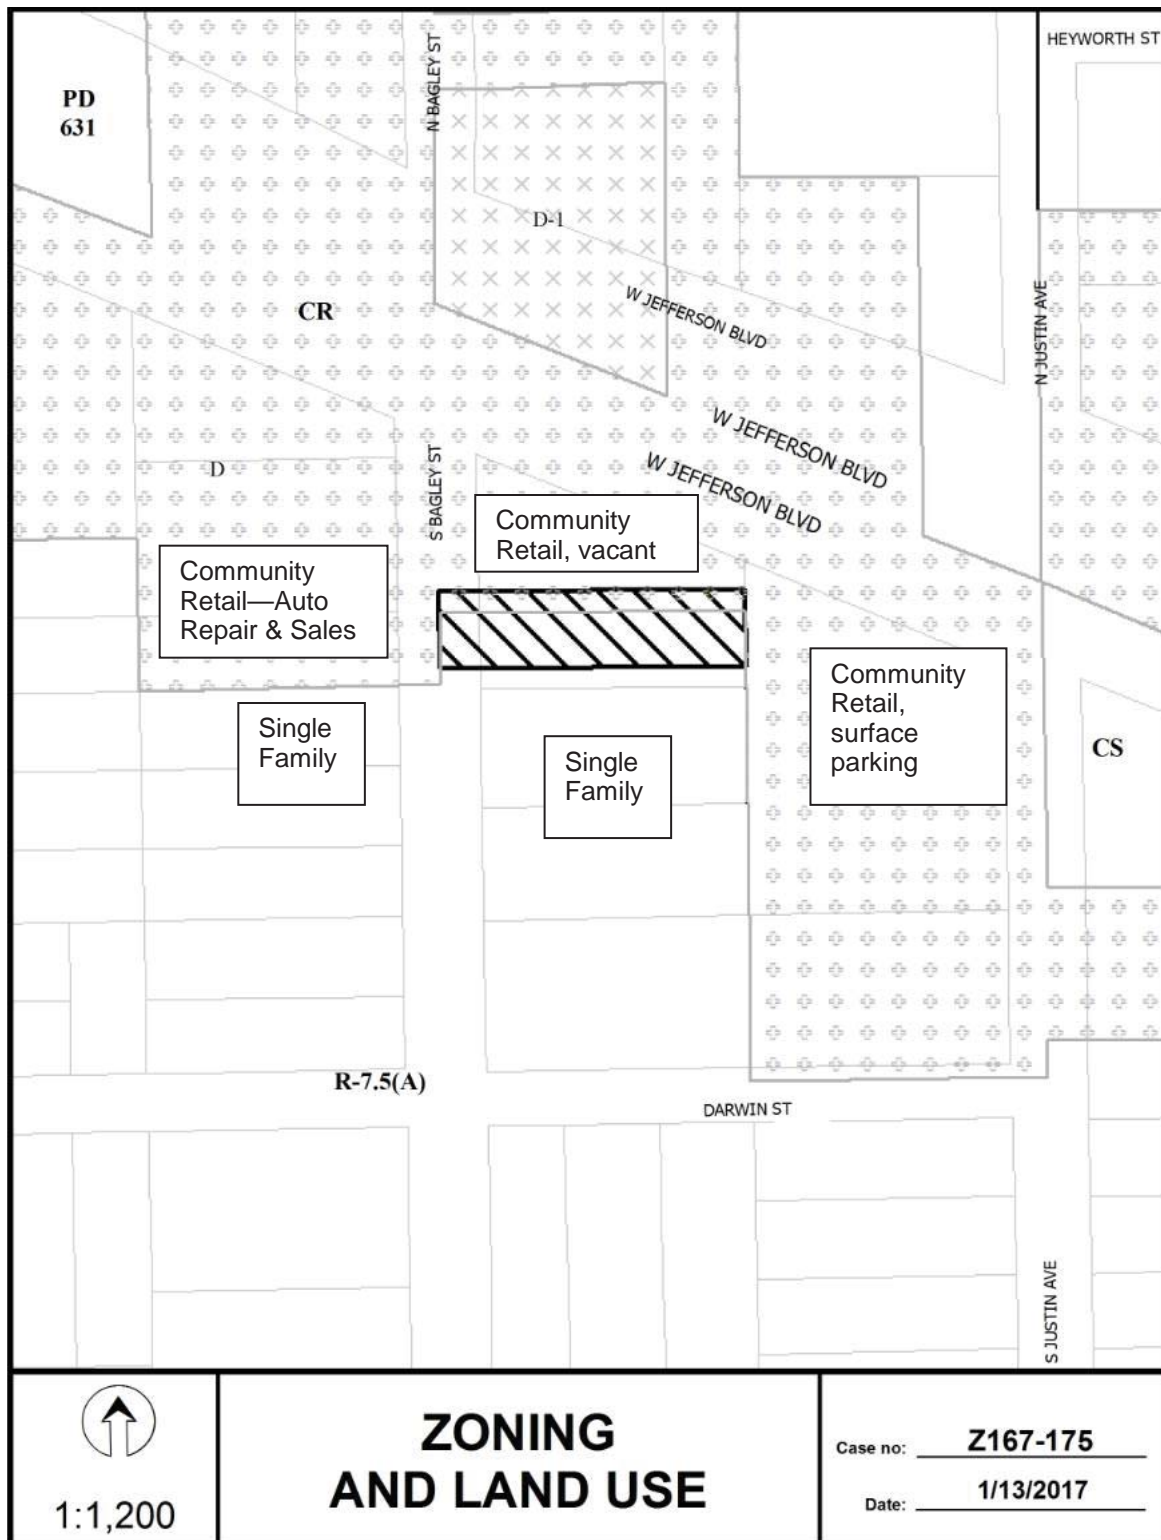 HEYWORTH ST
PD
631
N BAGLEY ST
D-1
W JEFFERSON BLVD
CR
N JUSTIN AVE
W JEFFERSON BLVD
W JEFFERSON BLVD
D
S BAGLEY ST
Community
Retail, vacant
Community
Retail—Auto
Repair & Sales
Community
Retail,
surface
parking
Single
Family
Single
Family
CS
R-7.5(A)
DARWIN ST
S JUSTIN AVE
1:1,200
ZONING
AND LAND USE
Case no: Z167-175
Date: 1/13/2017